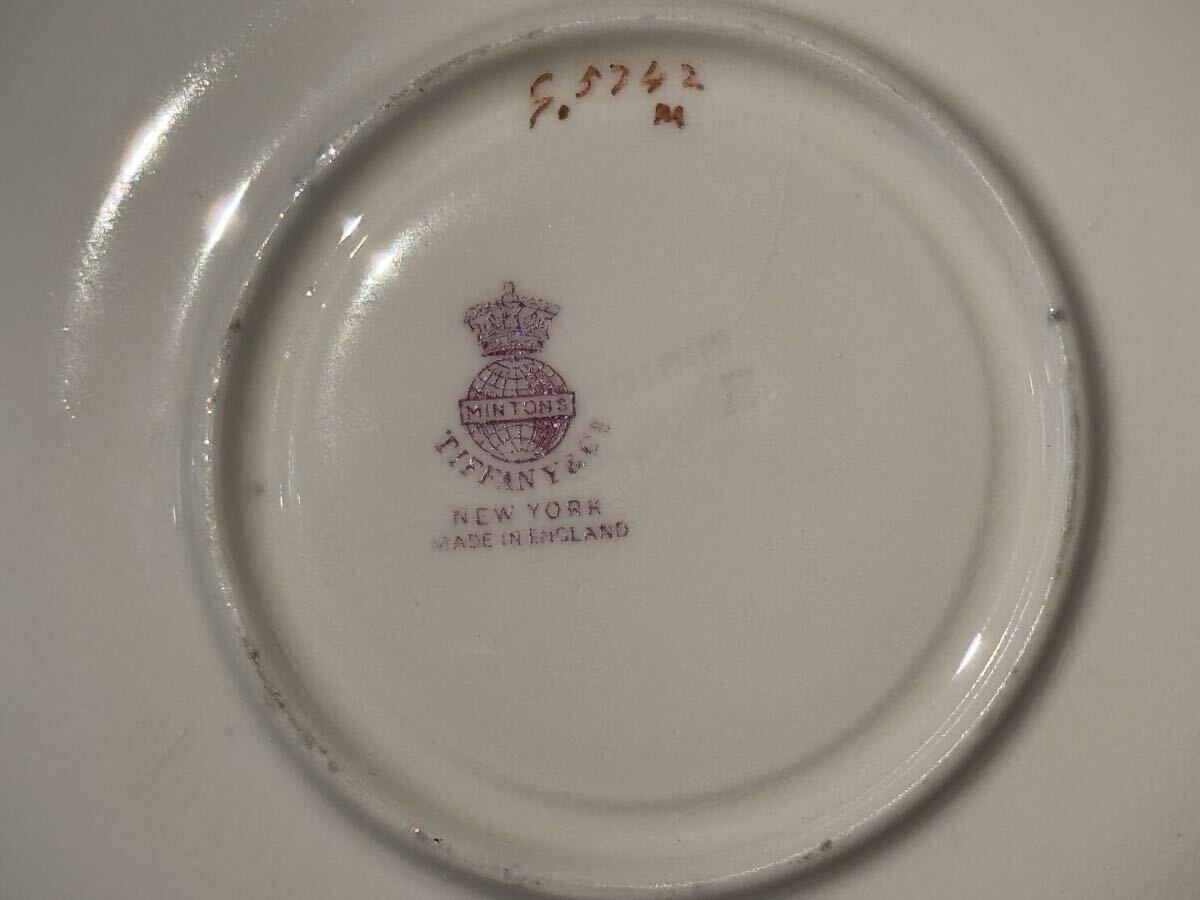 G.5742
M
MINTONS
TIFFANY & Co
NEW YORK
MADE IN ENGLAND